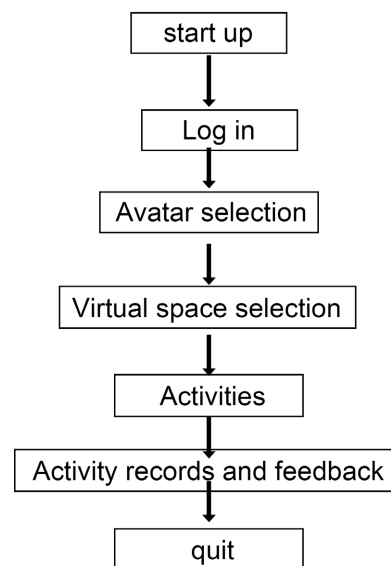 start up
Log in
Avatar selection
Virtual space selection
Activities
Activity records and feedback
quit